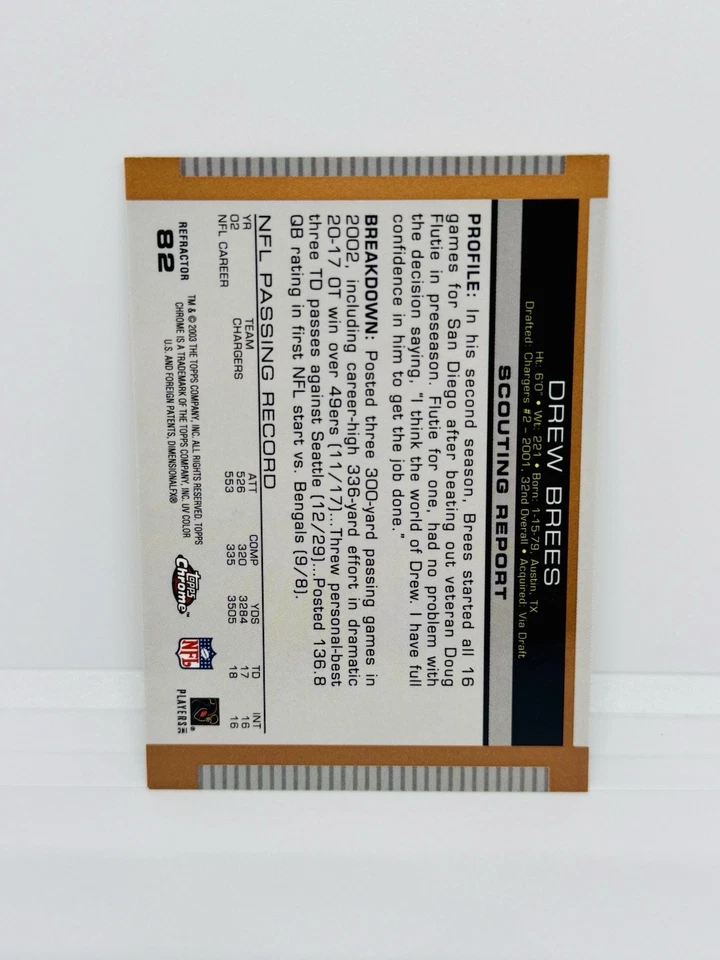 DREW BREES
Ht: 6'0" • Wt: 221 • Born: 1-15-79, Austin, TX
Drafted: Chargers #2 - 2001, 32nd Overall • Acquired: Via Draft
SCOUTING REPORT
PROFILE: In his second season, Brees started all 16
games for San Diego after beating out veteran Doug
Flutie in preseason. Flutie for one, had no problem with
the decision saying, "I think the world of Drew. I have full
confidence in him to get the job done."
BREAKDOWN: Posted three 300-yard passing games in
2002, including career-high 336-yard effort in dramatic
20-17 OT win over 49ers (11/17)...Threw personal-best
three TD passes against Seattle (12/29)...Posted 136.8
QB rating in first NFL start vs. Bengals (9/8).
NFL PASSING RECORD
YR TEAM ATT COMP YDS TD INT
02 CHARGERS 526 320 3284 17 16
NFL CAREER 553 335 3505 18 16
REFRACTOR
82
TM & © 2003 THE TOPPS COMPANY, INC. ALL RIGHTS RESERVED. TOPPS
CHROME IS A TRADEMARK OF THE TOPPS COMPANY, INC. UV COLOR
U.S. AND FOREIGN PATENTS, DIMENSIONALFX®
Topps
Chrome™
NFL
®
PLAYERS INC